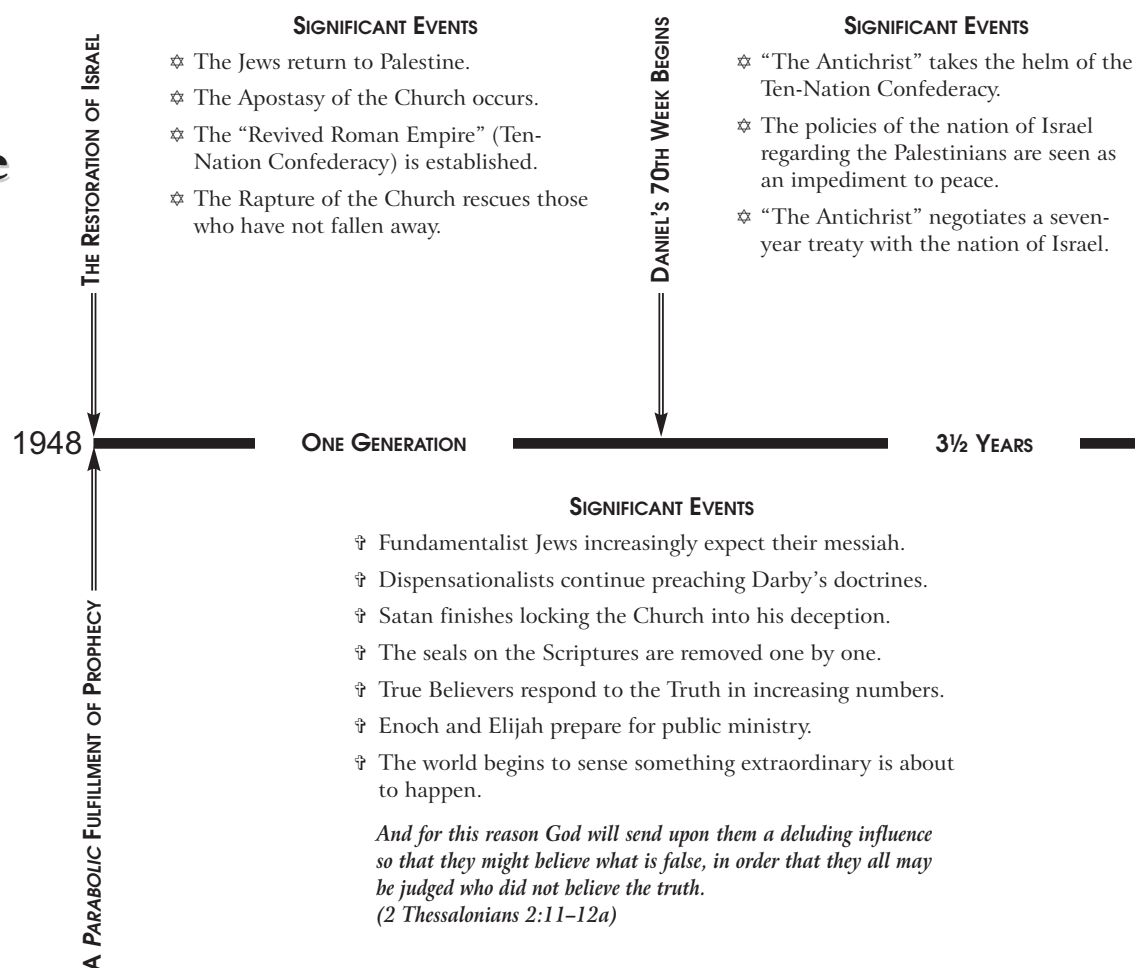 THE RESTORATION OF ISRAEL
SIGNIFICANT EVENTS
✡ The Jews return to Palestine.
✡ The Apostasy of the Church occurs.
✡ The “Revived Roman Empire” (Ten-
Nation Confederacy) is established.
✡ The Rapture of the Church rescues those
who have not fallen away.
DANIEL’S 70TH WEEK BEGINS
SIGNIFICANT EVENTS
✡ “The Antichrist” takes the helm of the
Ten-Nation Confederacy.
✡ The policies of the nation of Israel
regarding the Palestinians are seen as
an impediment to peace.
✡ “The Antichrist” negotiates a seven-
year treaty with the nation of Israel.
e
1948
ONE GENERATION
3½ YEARS
A PARABOLIC FULFILLMENT OF PROPHECY
SIGNIFICANT EVENTS
✞ Fundamentalist Jews increasingly expect their messiah.
✞ Dispensationalists continue preaching Darby’s doctrines.
✞ Satan finishes locking the Church into his deception.
✞ The seals on the Scriptures are removed one by one.
✞ True Believers respond to the Truth in increasing numbers.
✞ Enoch and Elijah prepare for public ministry.
✞ The world begins to sense something extraordinary is about
to happen.
And for this reason God will send upon them a deluding influence
so that they might believe what is false, in order that they all may
be judged who did not believe the truth.
(2 Thessalonians 2:11–12a)